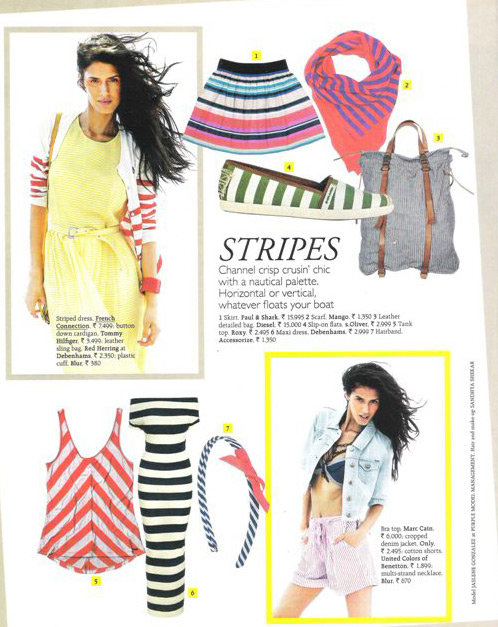 1
2
3
4
STRIPES
Channel crisp crusin' chic
with a nautical palette.
Horizontal or vertical,
whatever floats your boat
1 Skirt. Paul & Shark. ₹ 15,995 2 Scarf. Mango. ₹ 1,350 3 Leather
detailed bag. Diesel. ₹ 15,000 4 Slip-on flats. s.Oliver. ₹ 2,999 5 Tank
top. Roxy. ₹ 2,495 6 Maxi dress. Debenhams. ₹ 2,999 7 Hairband.
Accessorize. ₹ 1,350
Striped dress. French
Connection. ₹ 7,499; button
down cardigan. Tommy
Hilfiger. ₹ 5,499; leather
sling bag. Red Herring at
Debenhams. ₹ 2,350; plastic
cuff. Blur. ₹ 380
5
6
7
Bra top. Marc Cain.
₹ 6,000; cropped
denim jacket. Only.
₹ 2,495; cotton shorts.
United Colors of
Benetton. ₹ 1,899;
multi-strand necklace.
Blur. ₹ 670
Model JAILENE GONZALEZ at PURPLE MODEL MANAGEMENT. Hair and make-up SANDHYA SHEKAR